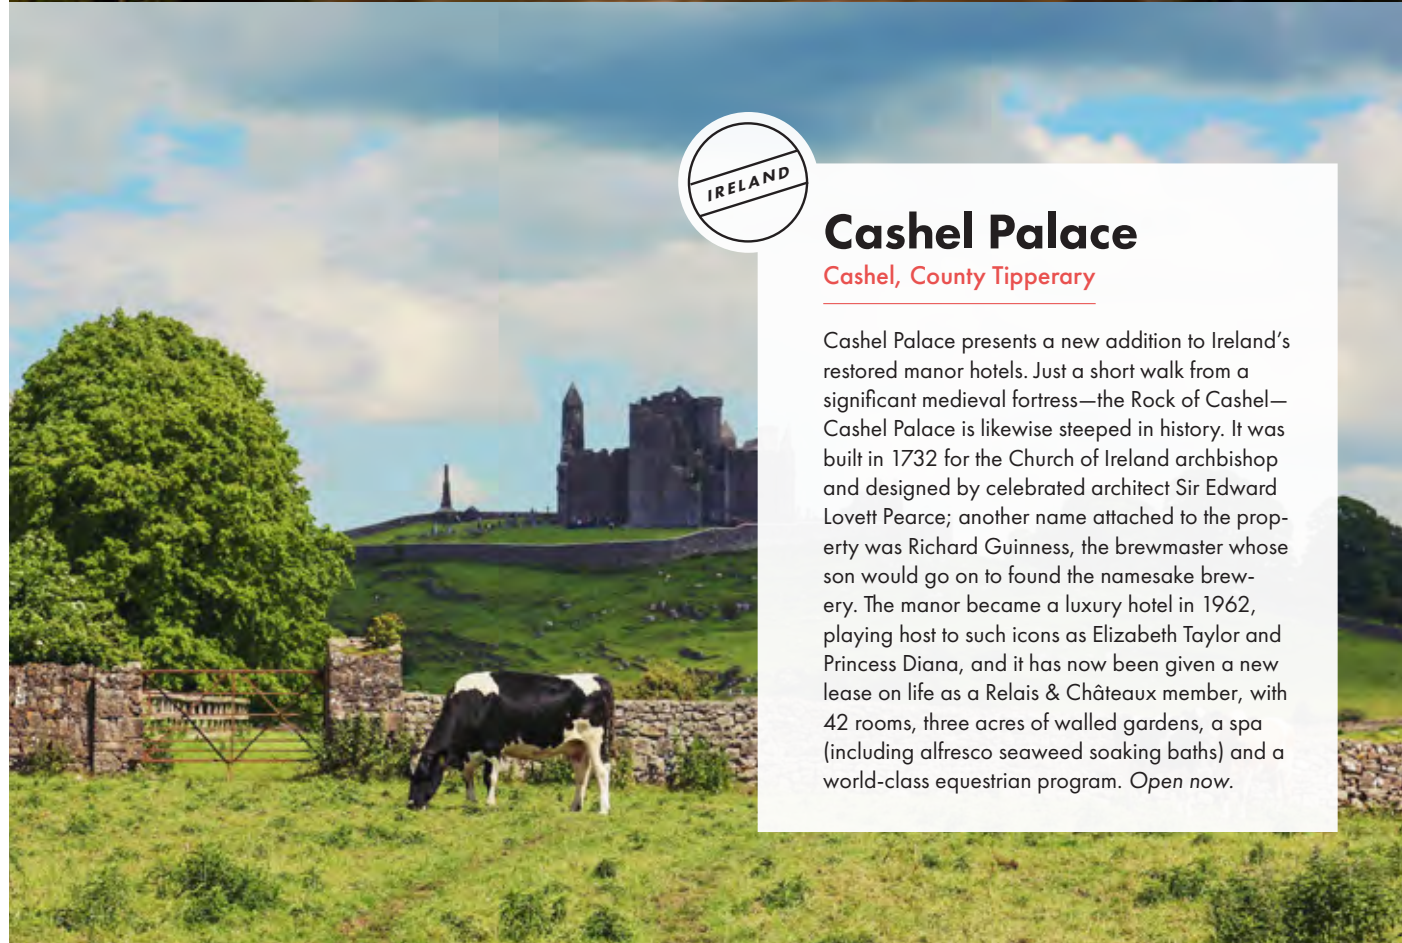 IRELAND
Cashel Palace
Cashel, County Tipperary
Cashel Palace presents a new addition to Ireland’s
restored manor hotels. Just a short walk from a
significant medieval fortress—the Rock of Cashel—
Cashel Palace is likewise steeped in history. It was
built in 1732 for the Church of Ireland archbishop
and designed by celebrated architect Sir Edward
Lovett Pearce; another name attached to the prop-
erty was Richard Guinness, the brewmaster whose
son would go on to found the namesake brew-
ery. The manor became a luxury hotel in 1962,
playing host to such icons as Elizabeth Taylor and
Princess Diana, and it has now been given a new
lease on life as a Relais & Châteaux member, with
42 rooms, three acres of walled gardens, a spa
(including alfresco seaweed soaking baths) and a
world-class equestrian program. Open now.